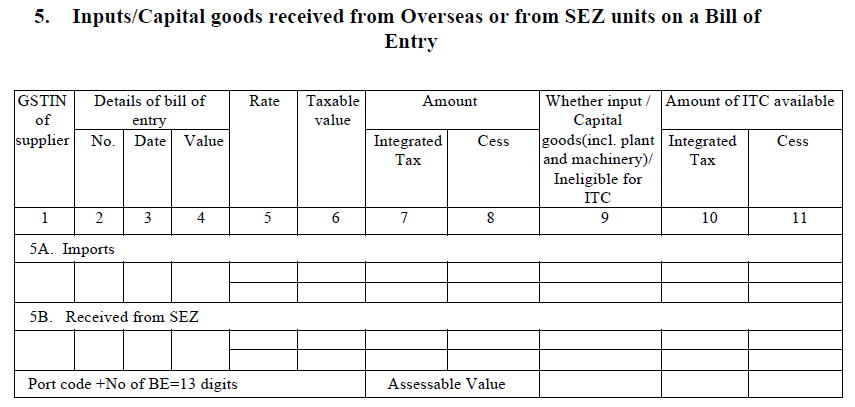 5. Inputs/Capital goods received from Overseas or from SEZ units on a Bill of
Entry
GSTIN
of
supplier
Details of bill of
entry
No.
Date
Value
Rate
Taxable
value
Amount
Integrated
Tax
Cess
Whether input /
Capital
goods(incl. plant
and machinery)/
Ineligible for
ITC
Amount of ITC available
Integrated
Tax
Cess
1 2 3 4 5 6 7 8 9 10 11
5A. Imports
5B. Received from SEZ
Port code +No of BE=13 digits Assessable Value